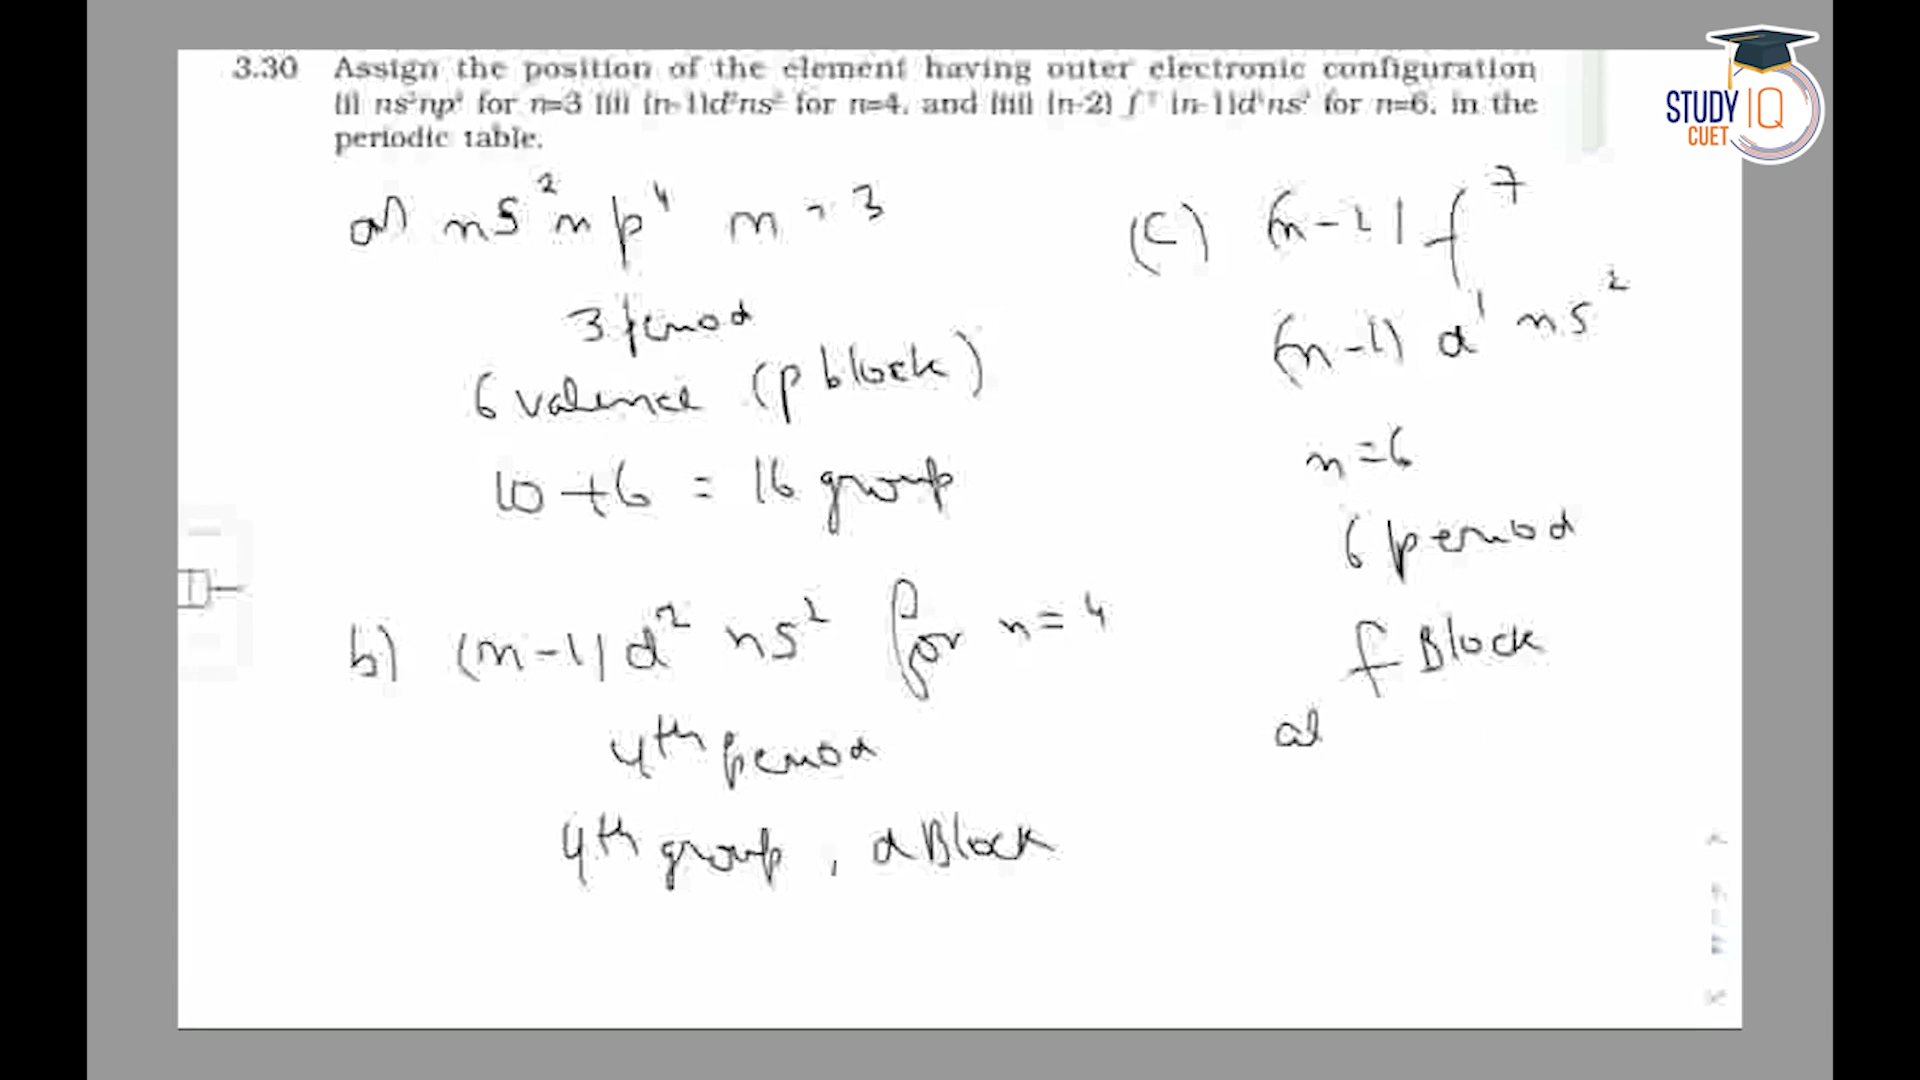 3.30 Assign the position of the element having outer electronic configuration
(i) ns²np⁴ for n=3 (ii) (n-1)d²ns² for n=4, and (iii) (n-2) f⁷ (n-1)d¹ns² for n=6, in the
periodic table.
STUDY IQ
CUET
a) ns²np⁴ n = 3
3 period
6 valence (p block)
10 + 6 = 16 group
b) (n-1) d² ns² for n = 4
4th period
4th group , d Block
(c) (n-2) f⁷
(n-1) d¹ ns²
n = 6
6 period
f Block